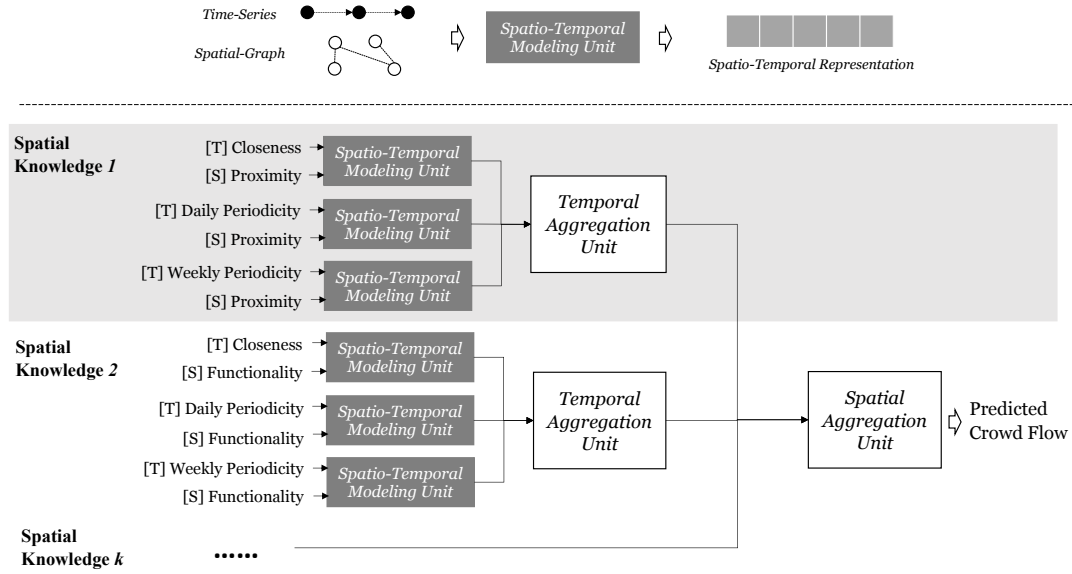 Time-Series
Spatial-Graph
Spatio-Temporal
Modeling Unit
Spatio-Temporal Representation
Spatial
Knowledge 1
[T] Closeness
[S] Proximity
Spatio-Temporal
Modeling Unit
[T] Daily Periodicity
[S] Proximity
Spatio-Temporal
Modeling Unit
[T] Weekly Periodicity
[S] Proximity
Spatio-Temporal
Modeling Unit
Temporal
Aggregation
Unit
Spatial
Knowledge 2
[T] Closeness
[S] Functionality
Spatio-Temporal
Modeling Unit
[T] Daily Periodicity
[S] Functionality
Spatio-Temporal
Modeling Unit
[T] Weekly Periodicity
[S] Functionality
Spatio-Temporal
Modeling Unit
Temporal
Aggregation
Unit
Spatial
Aggregation
Unit
Predicted
Crowd Flow
Spatial
Knowledge k
......